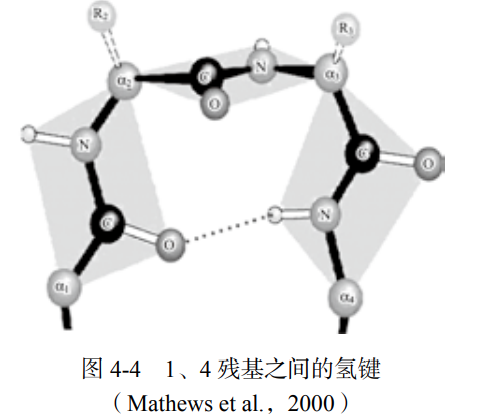 R₂
R₃
α₂
C
N
α₃
O
N
C
O
C
O
N
α₁
α₄
图 4-4 1、4 残基之间的氢键
（Mathews et al.，2000）